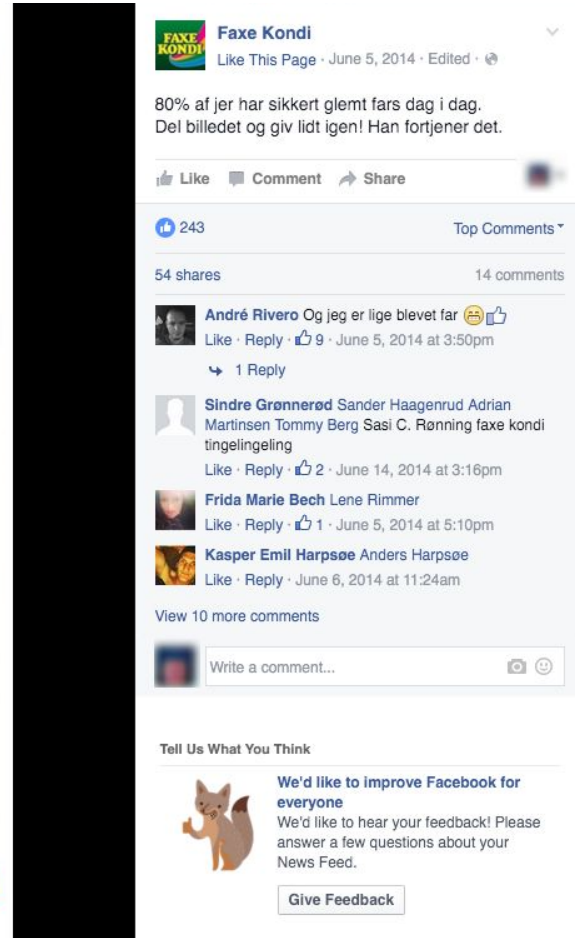 FAXE
KONDI
Faxe Kondi
Like This Page · June 5, 2014 · Edited ·
80% af jer har sikkert glemt fars dag i dag.
Del billedet og giv lidt igen! Han fortjener det.
Like Comment Share
243 Top Comments
54 shares 14 comments
André Rivero Og jeg er lige blevet far
Like · Reply · 9 · June 5, 2014 at 3:50pm
1 Reply
Sindre Grønnerød Sander Haagenrud Adrian
Martinsen Tommy Berg Sasi C. Rønning faxe kondi
tingelingeling
Like · Reply · 2 · June 14, 2014 at 3:16pm
Frida Marie Bech Lene Rimmer
Like · Reply · 1 · June 5, 2014 at 5:10pm
Kasper Emil Harpsøe Anders Harpsøe
Like · Reply · June 6, 2014 at 11:24am
View 10 more comments
Write a comment...
Tell Us What You Think
We'd like to improve Facebook for
everyone
We'd like to hear your feedback! Please
answer a few questions about your
News Feed.
Give Feedback